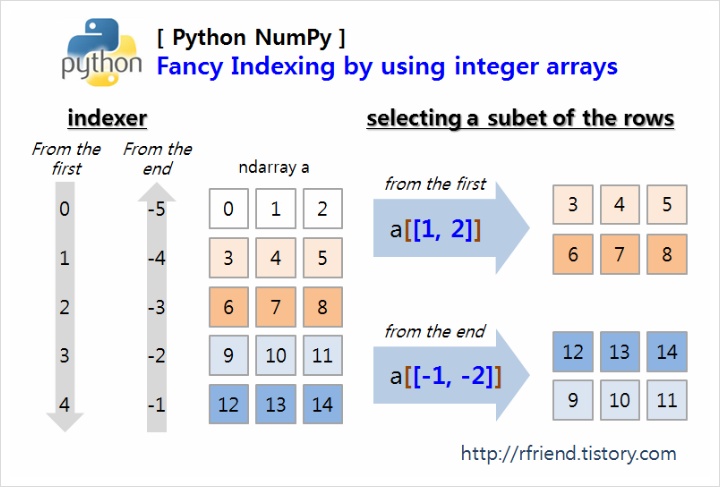 python
[ Python NumPy ]
Fancy Indexing by using integer arrays
indexer
From the first
From the end
0
1
2
3
4
-5
-4
-3
-2
-1
ndarray a
0 1 2
3 4 5
6 7 8
9 10 11
12 13 14
selecting a subet of the rows
from the first
a[[1, 2]]
3 4 5
6 7 8
from the end
a[[-1, -2]]
12 13 14
9 10 11
http://rfriend.tistory.com